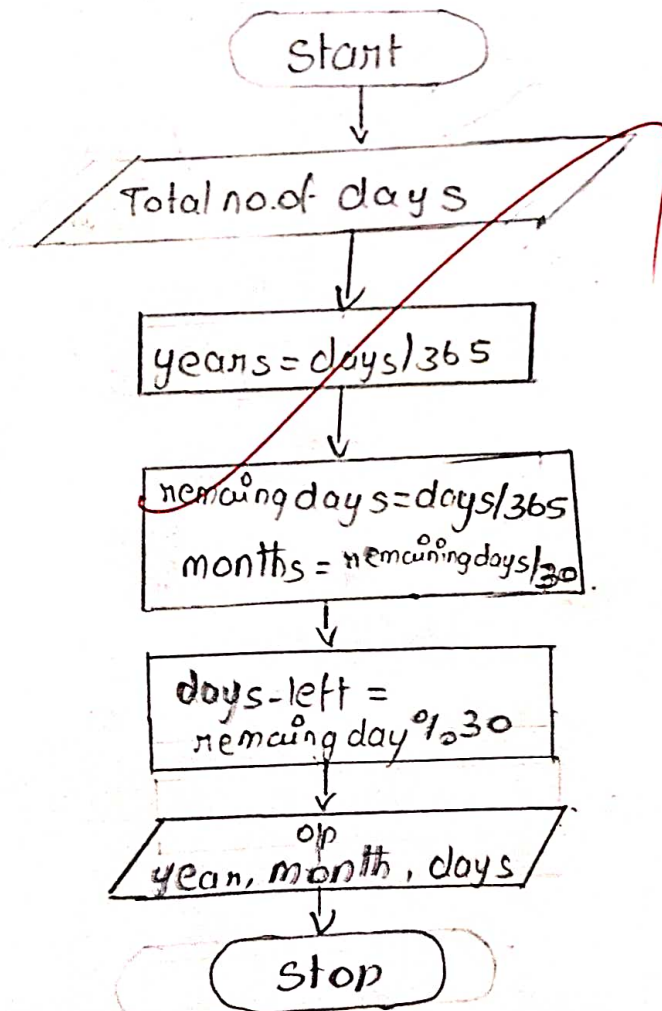 Start
Total no.of days
years = days/365
remaing days = days/365
months = remaining days/30
days-left =
remaing day % 30
op
year, month, days
Stop